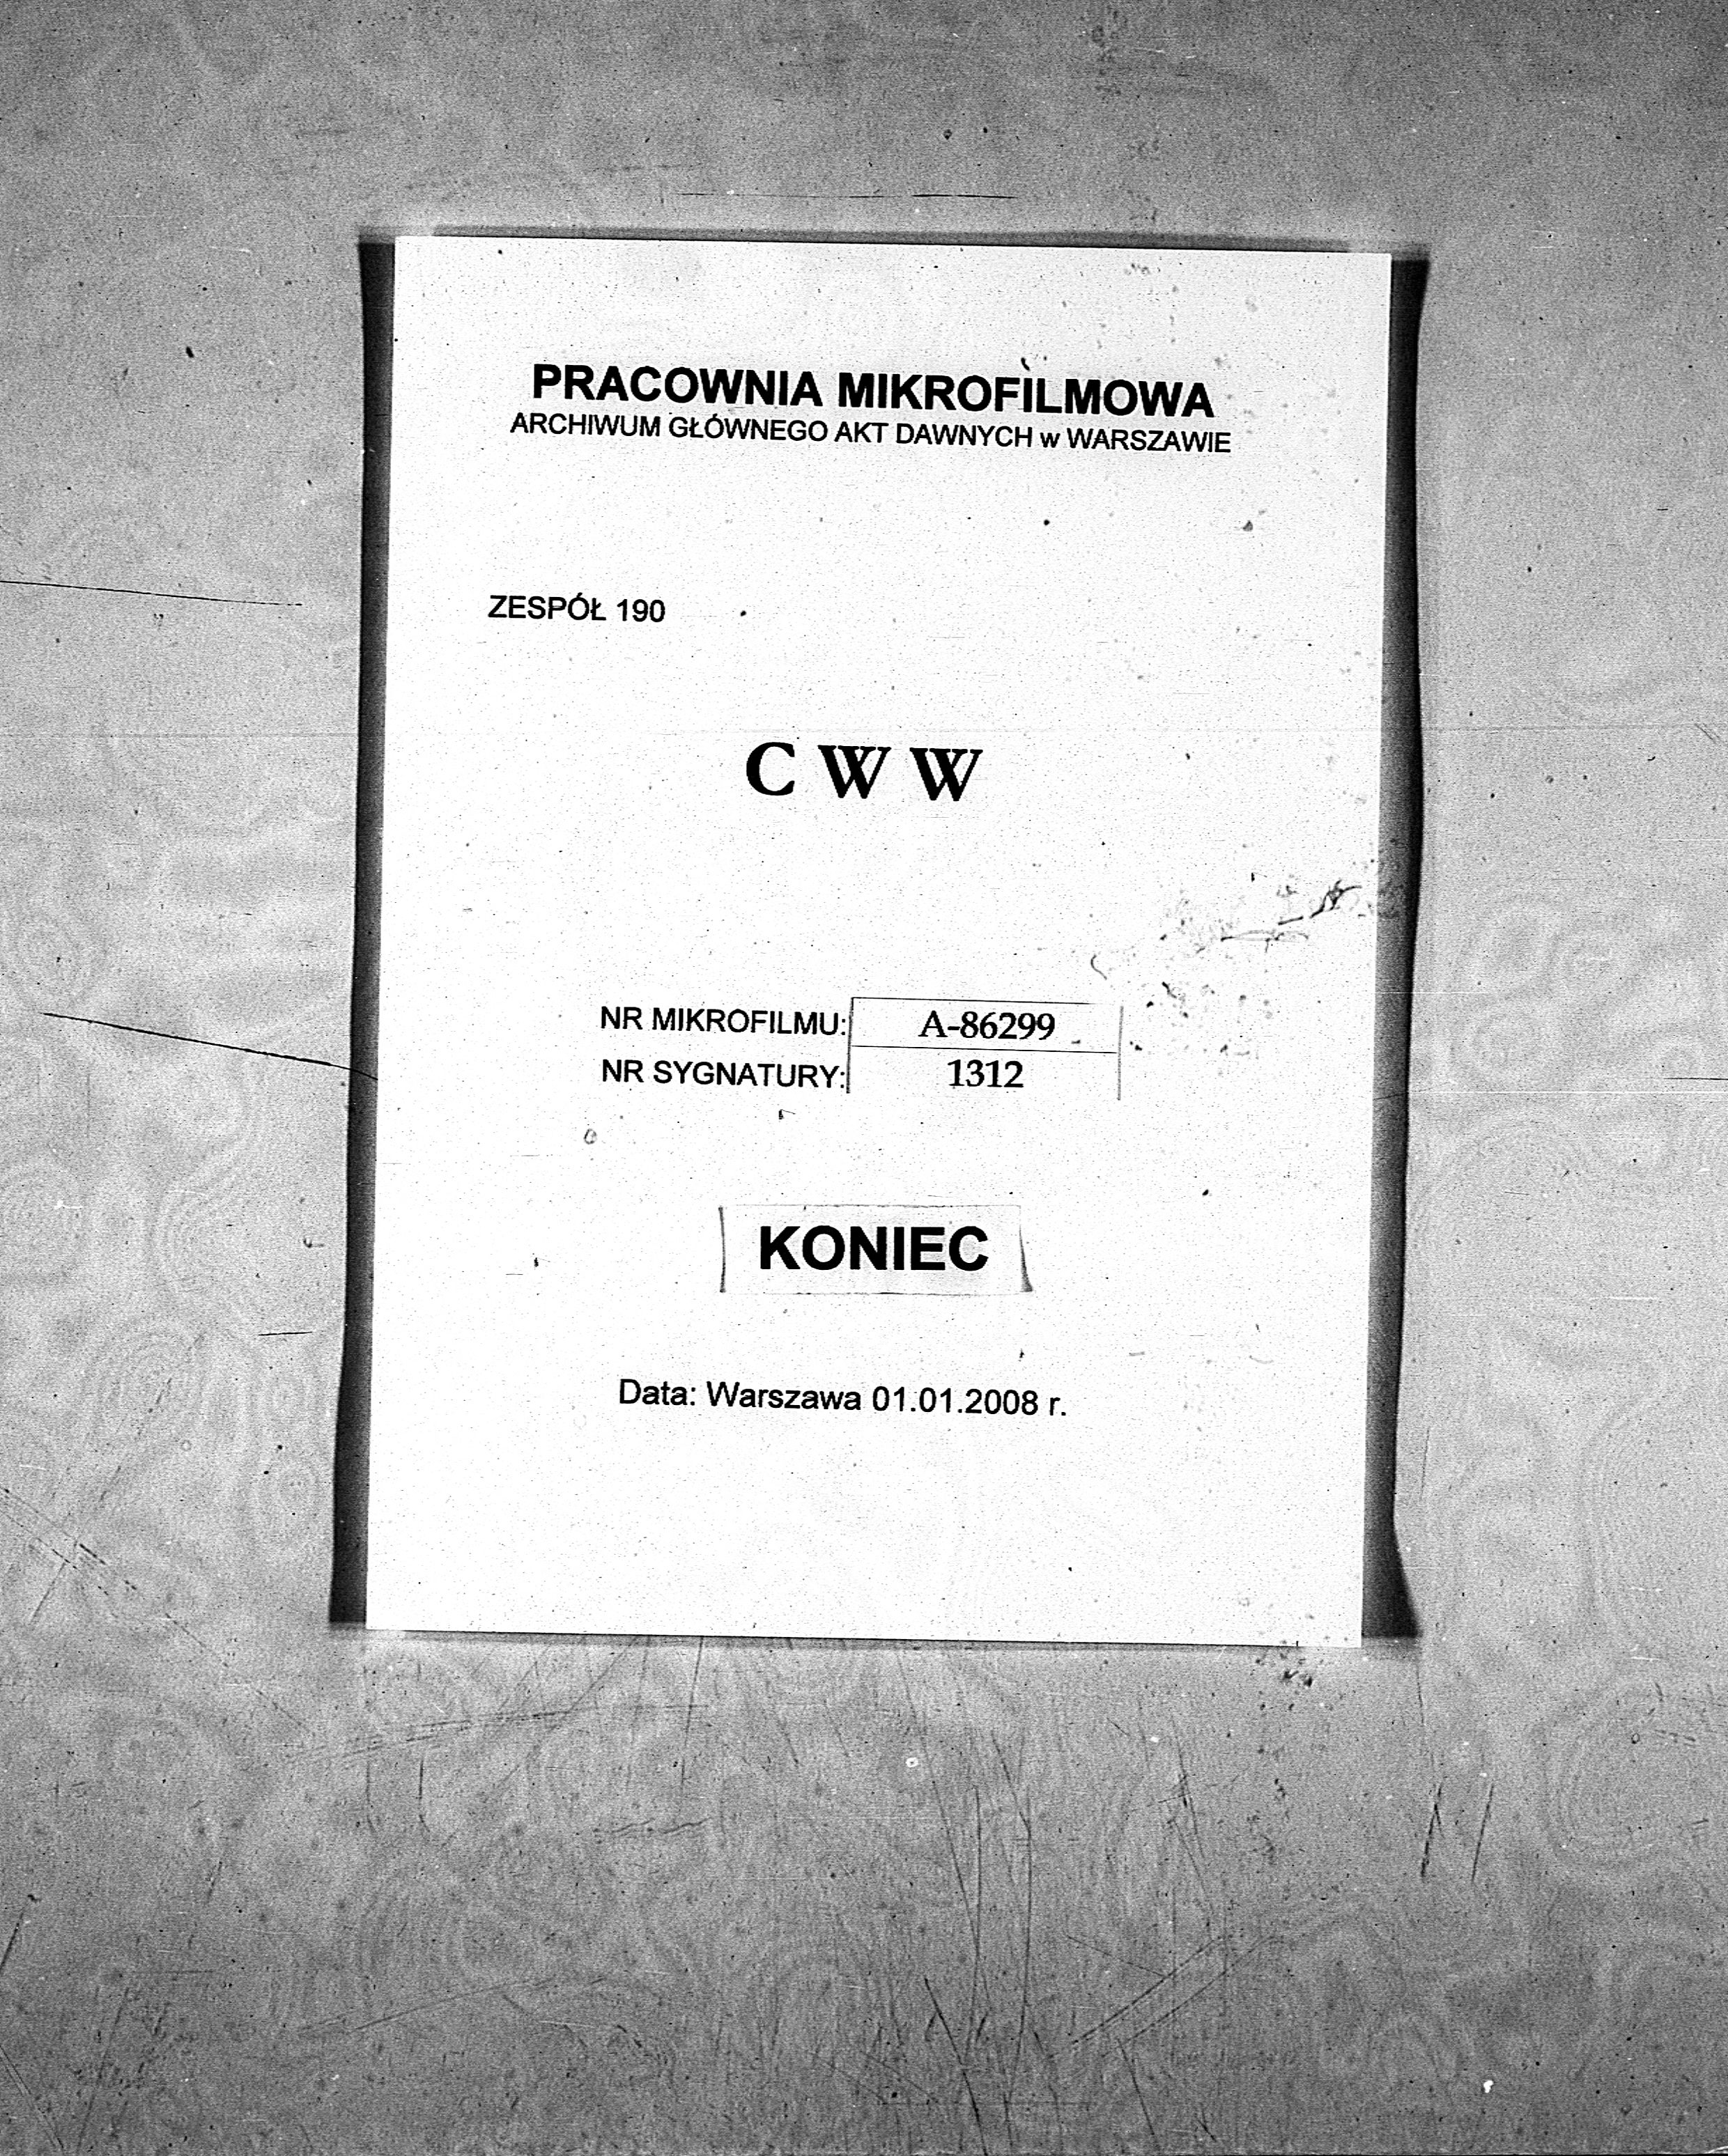 PRACOWNIA MIKROFILMOWA
ARCHIWUM GŁÓWNEGO AKT DAWNYCH w WARSZAWIE
ZESPÓŁ 190
C W W
NR MIKROFILMU: A-86299
NR SYGNATURY: 1312
KONIEC
Data: Warszawa 01.01.2008 r.